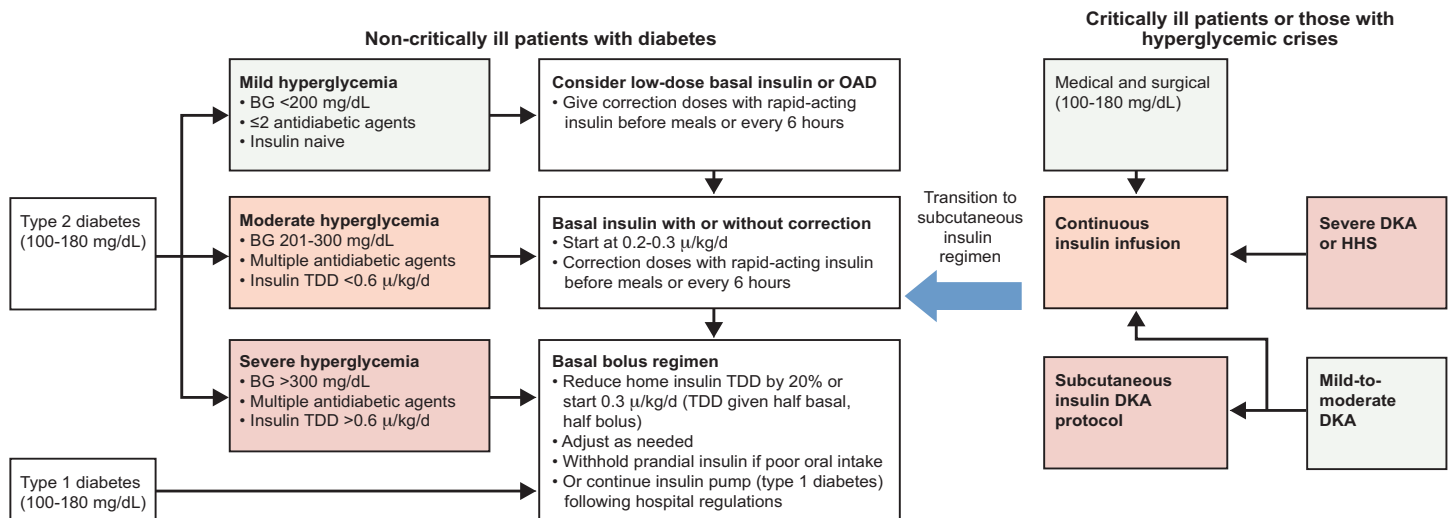 Non-critically ill patients with diabetes
Critically ill patients or those with
hyperglycemic crises
Type 2 diabetes
(100-180 mg/dL)
Mild hyperglycemia
• BG <200 mg/dL
• ≤2 antidiabetic agents
• Insulin naive
Consider low-dose basal insulin or OAD
• Give correction doses with rapid-acting
insulin before meals or every 6 hours
Moderate hyperglycemia
• BG 201-300 mg/dL
• Multiple antidiabetic agents
• Insulin TDD <0.6 μ/kg/d
Basal insulin with or without correction
• Start at 0.2-0.3 μ/kg/d
• Correction doses with rapid-acting insulin
before meals or every 6 hours
Severe hyperglycemia
• BG >300 mg/dL
• Multiple antidiabetic agents
• Insulin TDD >0.6 μ/kg/d
Basal bolus regimen
• Reduce home insulin TDD by 20% or
start 0.3 μ/kg/d (TDD given half basal,
half bolus)
• Adjust as needed
• Withhold prandial insulin if poor oral intake
• Or continue insulin pump (type 1 diabetes)
following hospital regulations
Type 1 diabetes
(100-180 mg/dL)
Transition to
subcutaneous
insulin
regimen
Medical and surgical
(100-180 mg/dL)
Continuous
insulin infusion
Severe DKA
or HHS
Subcutaneous
insulin DKA
protocol
Mild-to-
moderate
DKA